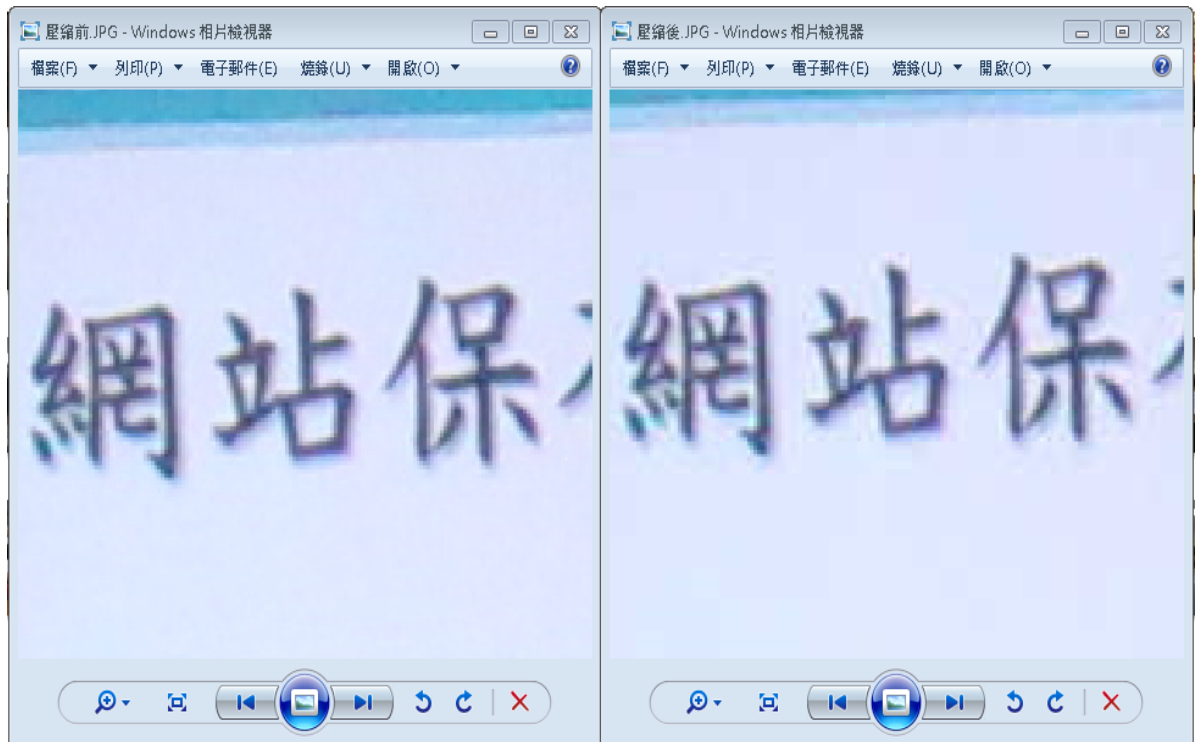 壓縮前.JPG - Windows 相片檢視器
檔案(F) 列印(P) 電子郵件(E) 燒錄(U) 開啟(O)
網站保
壓縮後.JPG - Windows 相片檢視器
檔案(F) 列印(P) 電子郵件(E) 燒錄(U) 開啟(O)
網站保